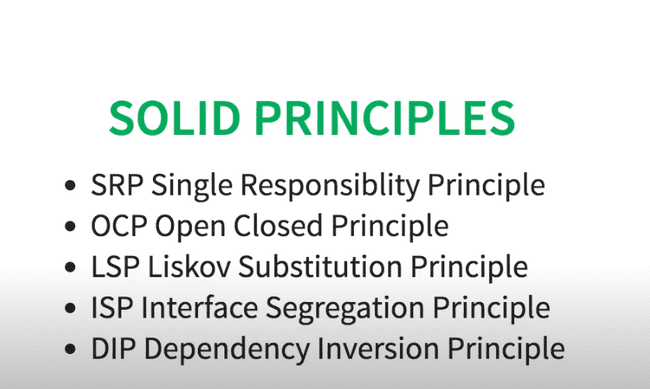 SOLID PRINCIPLES
• SRP Single Responsiblity Principle
• OCP Open Closed Principle
• LSP Liskov Substitution Principle
• ISP Interface Segregation Principle
• DIP Dependency Inversion Principle